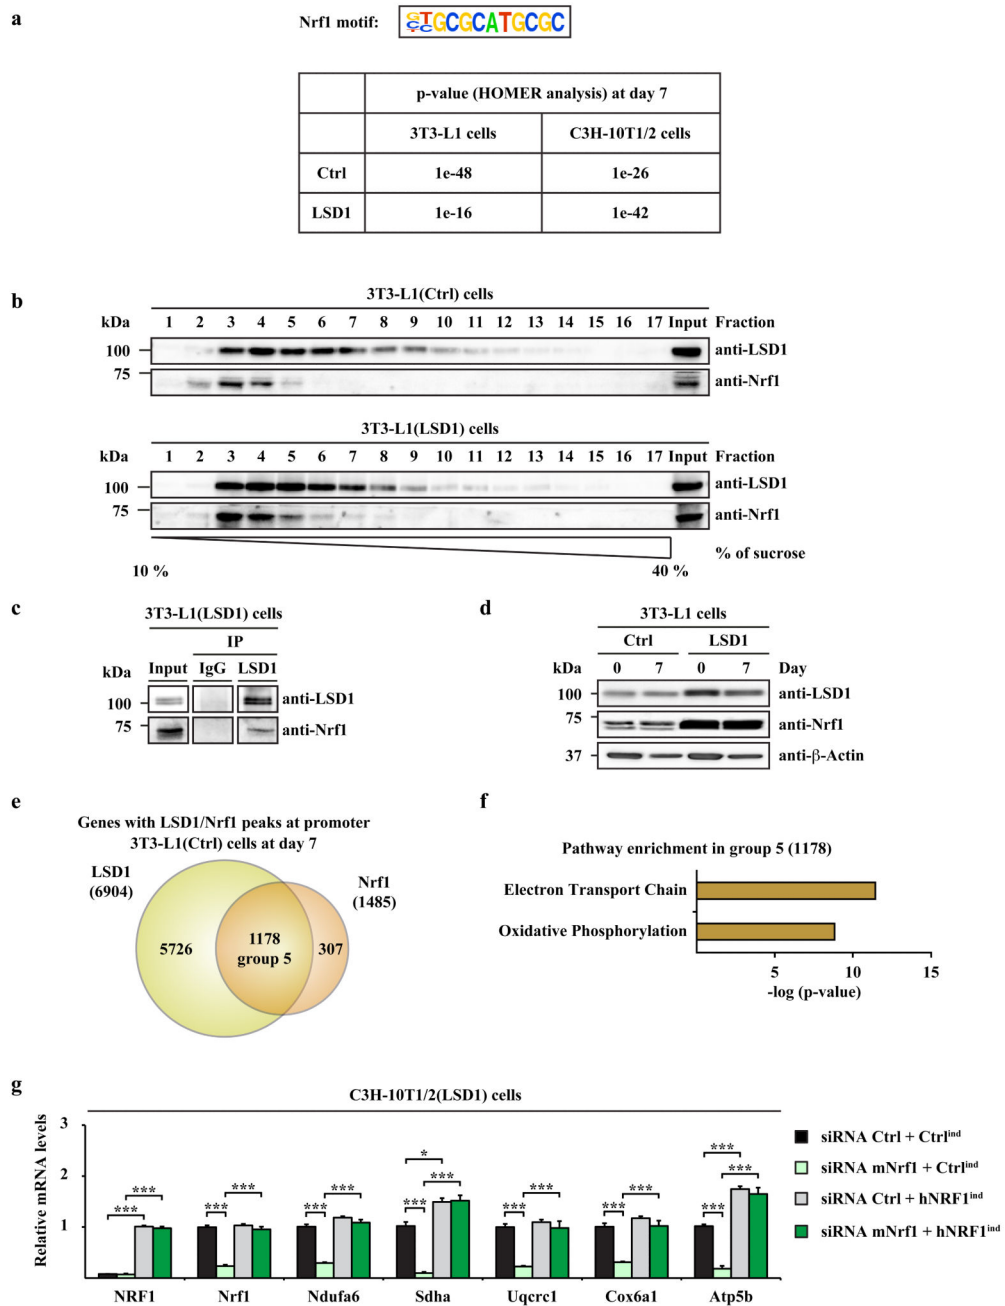 a
Nrf1 motif:
GT
CC GCGCATGCGC
p-value (HOMER analysis) at day 7
3T3-L1 cells C3H-10T1/2 cells
Ctrl 1e-48 1e-26
LSD1 1e-16 1e-42
b
3T3-L1(Ctrl) cells
kDa 1 2 3 4 5 6 7 8 9 10 11 12 13 14 15 16 17 Input Fraction
100 anti-LSD1
75 anti-Nrf1
3T3-L1(LSD1) cells
kDa 1 2 3 4 5 6 7 8 9 10 11 12 13 14 15 16 17 Input Fraction
100 anti-LSD1
75 anti-Nrf1
% of sucrose
10 % 40 %
c
3T3-L1(LSD1) cells
IP
kDa Input IgG LSD1
100 anti-LSD1
75 anti-Nrf1
d
3T3-L1 cells
Ctrl LSD1
kDa 0 7 0 7 Day
100 anti-LSD1
75 anti-Nrf1
37 anti-β-Actin
e
Genes with LSD1/Nrf1 peaks at promoter
3T3-L1(Ctrl) cells at day 7
LSD1
(6904)
Nrf1
(1485)
5726 1178 307
group 5
f
Pathway enrichment in group 5 (1178)
Electron Transport Chain
Oxidative Phosphorylation
5 10 15
-log (p-value)
g
C3H-10T1/2(LSD1) cells
Relative mRNA levels
3
2
1
0
*** *** *** *** *** *** * *** *** *** *** *** *** *** *** ***
NRF1 Nrf1 Ndufa6 Sdha Uqcrc1 Cox6a1 Atp5b
siRNA Ctrl + Ctrlind
siRNA mNrf1 + Ctrlind
siRNA Ctrl + hNRF1ind
siRNA mNrf1 + hNRF1ind